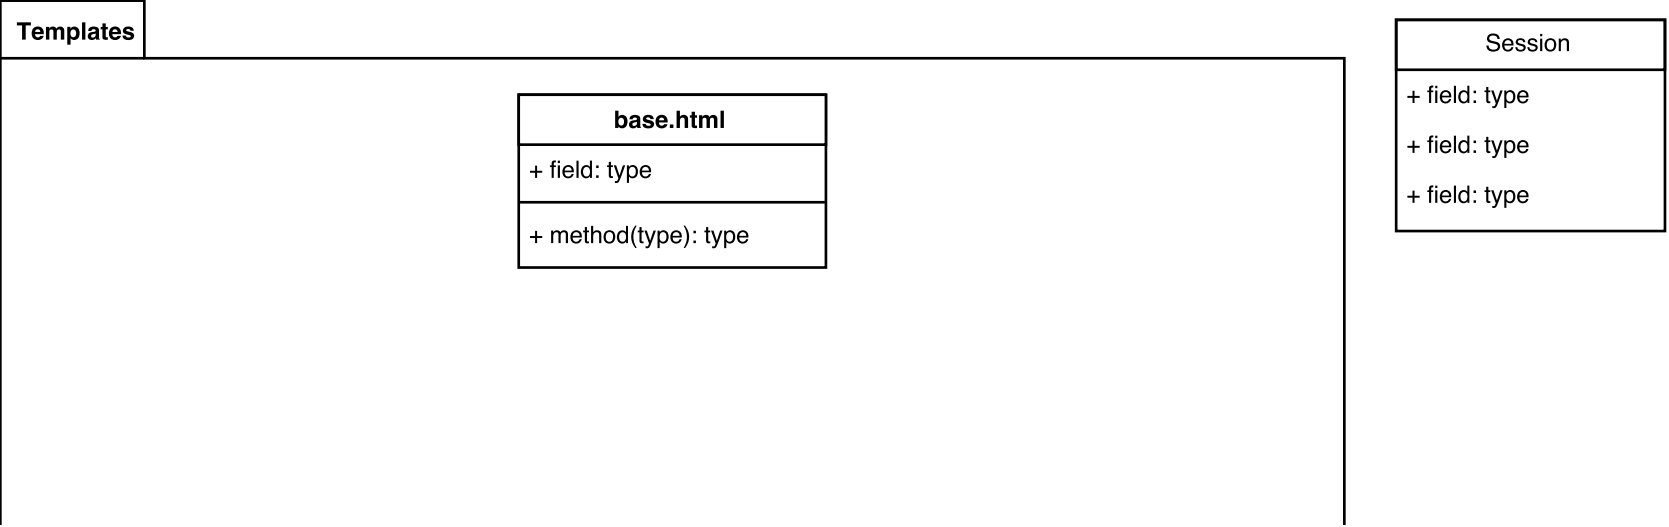 Templates
base.html
+ field: type
+ method(type): type
Session
+ field: type
+ field: type
+ field: type